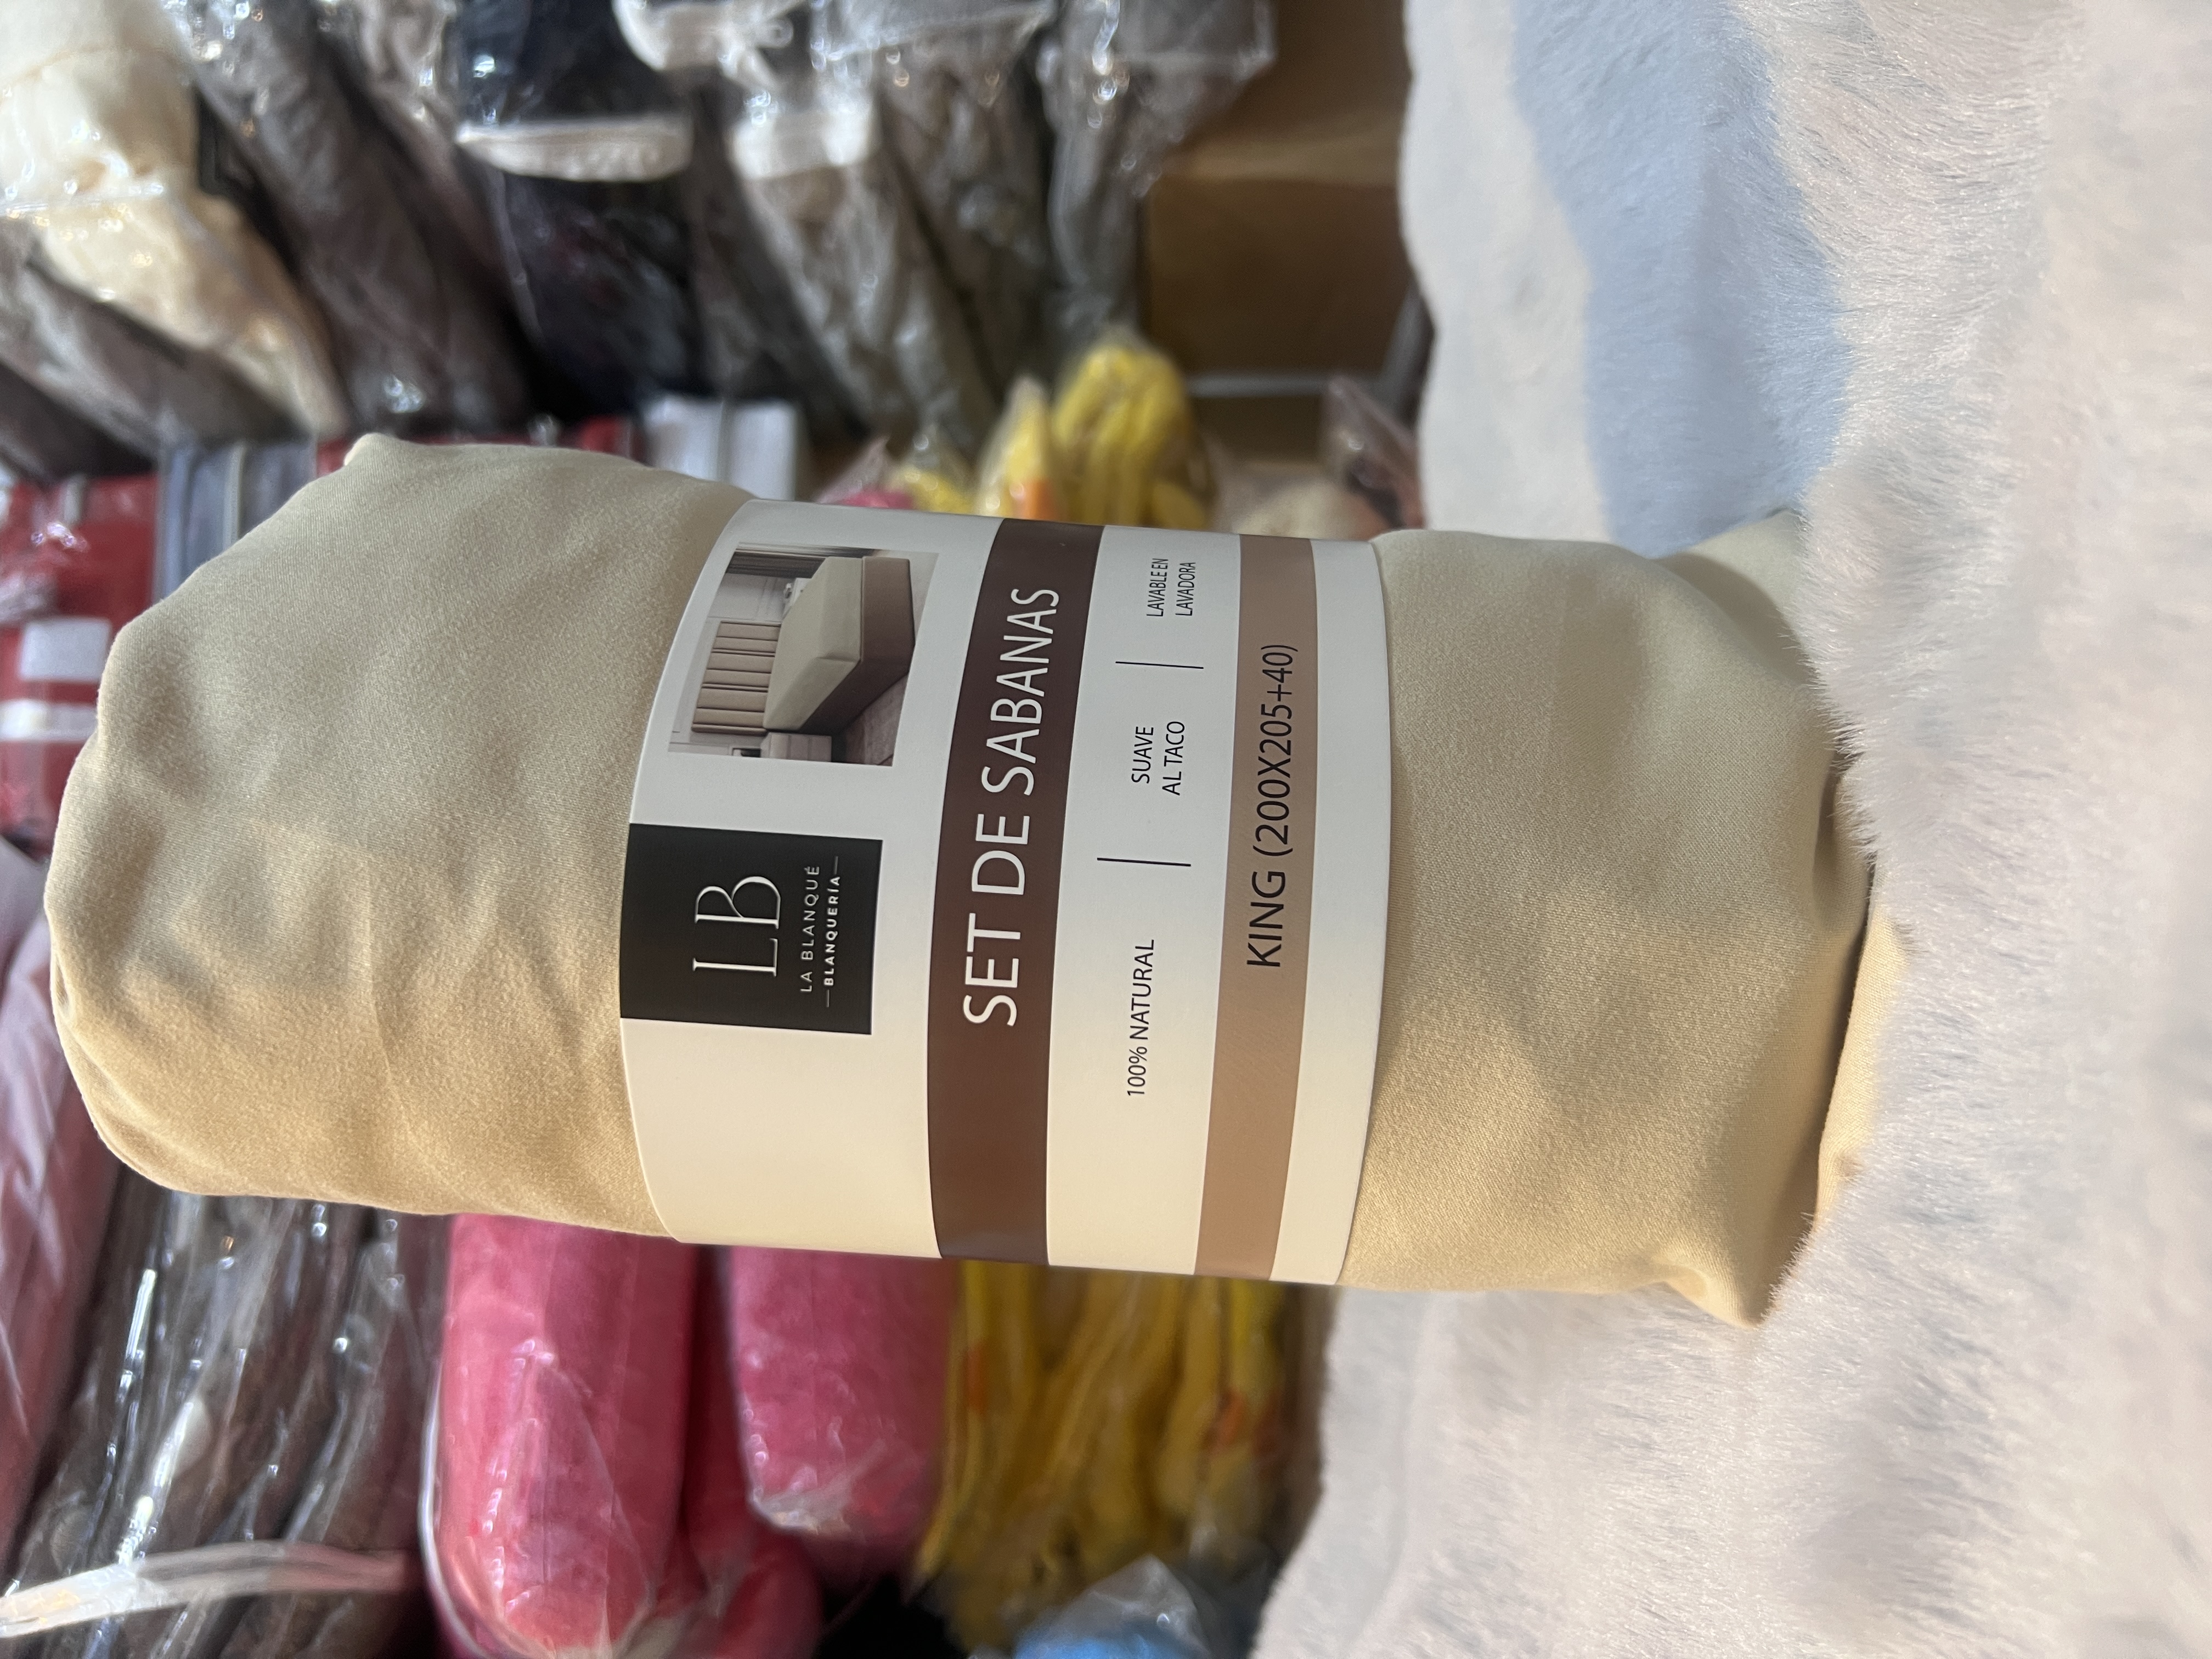 LB
LA BLANQUÉ
BLANQUERÍA
SET DE SABANAS
100% NATURAL
SUAVE
AL TACO
LAVABLE EN
LAVADORA
KING (200X205+40)